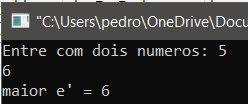 "C:\Users\pedro\OneDrive\Docu
Entre com dois numeros: 5
6
maior e' = 6